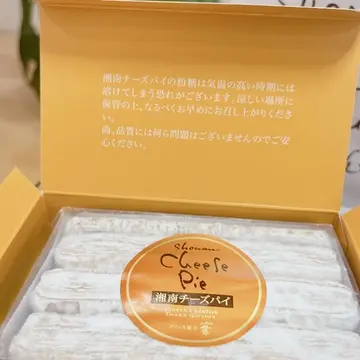 湘南チーズパイの粉糖は気温の高い時期には
溶けてしまう恐れがございます。涼しい場所に
保管の上、なるべくお早めにお召し上がりくださ
い。
尚、品質には何ら問題はございませんのでご安
心ください。
Shonan
Cheese
Pie
湘南チーズパイ